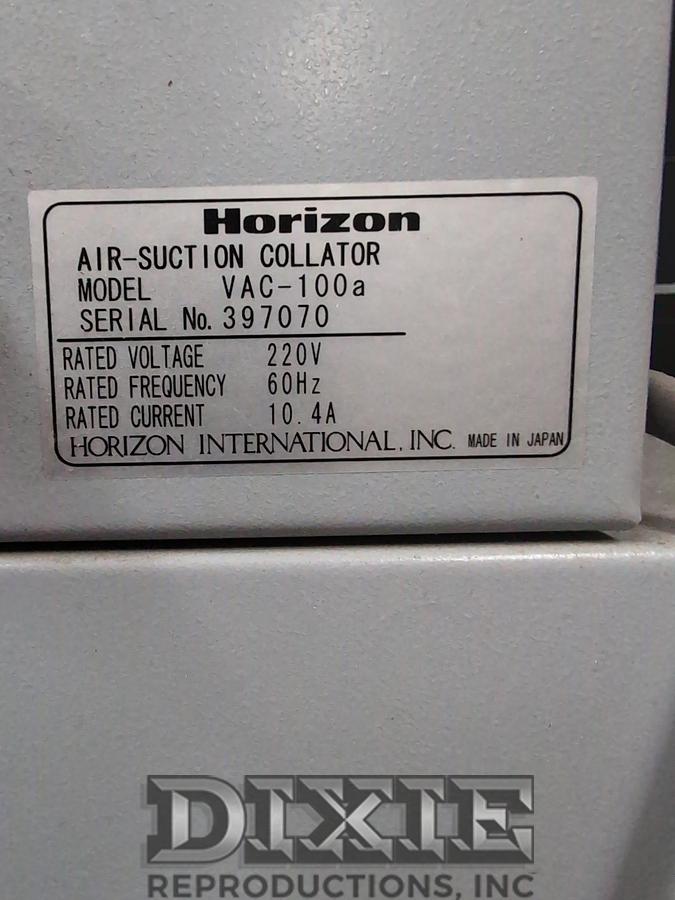 Horizon
AIR-SUCTION COLLATOR
MODEL VAC-100a
SERIAL No. 397070
RATED VOLTAGE 220V
RATED FREQUENCY 60Hz
RATED CURRENT 10.4A
HORIZON INTERNATIONAL, INC. MADE IN JAPAN
DIXIE
REPRODUCTIONS, INC